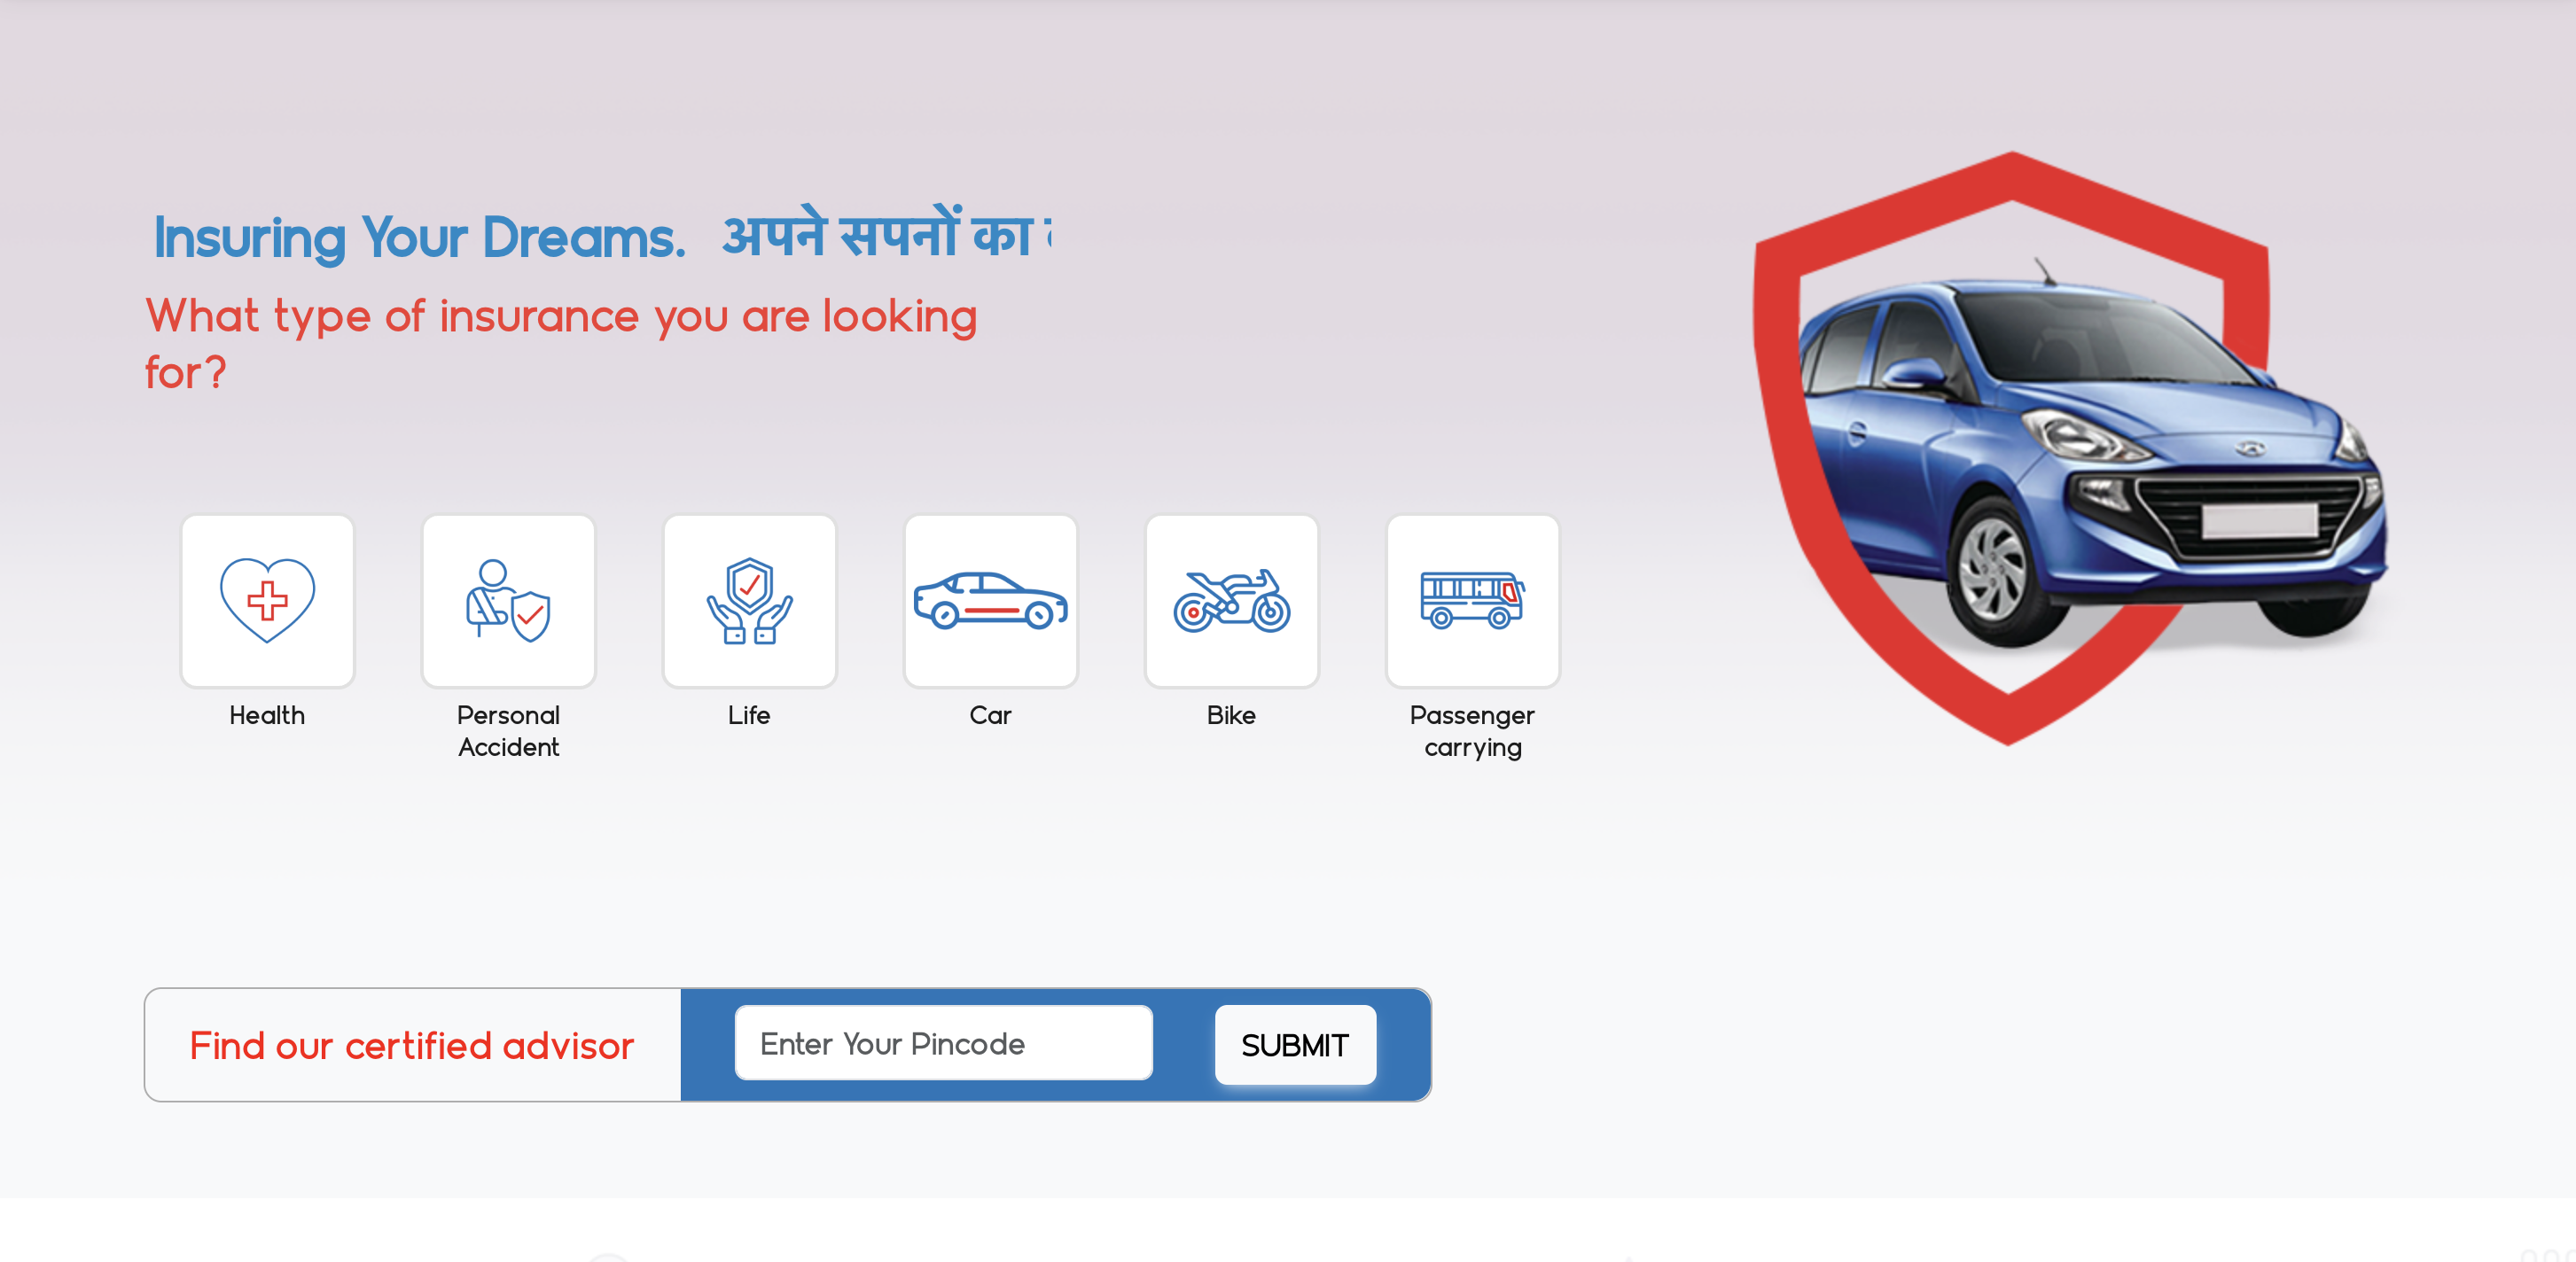 Insuring Your Dreams. अपने सपनों का
What type of insurance you are looking
for?
Health
Personal
Accident
Life
Car
Bike
Passenger
carrying
Find our certified advisor
Enter Your Pincode
SUBMIT